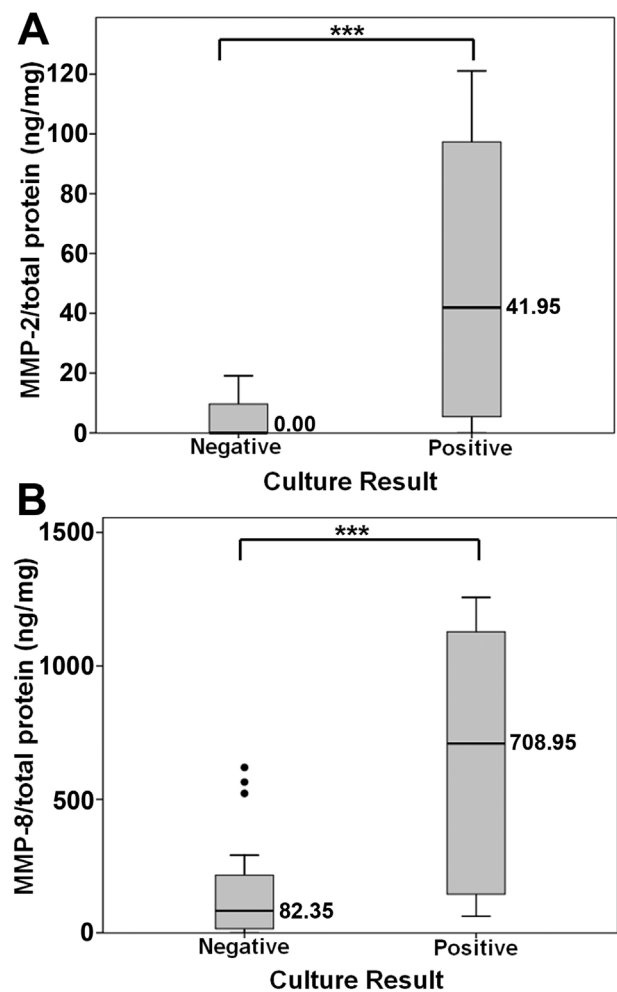 A
***
MMP-2/total protein (ng/mg)
120
100
80
60
40
20
0
41.95
0.00
Negative
Positive
Culture Result
B
***
MMP-8/total protein (ng/mg)
1500
1000
500
0
708.95
82.35
Negative
Positive
Culture Result